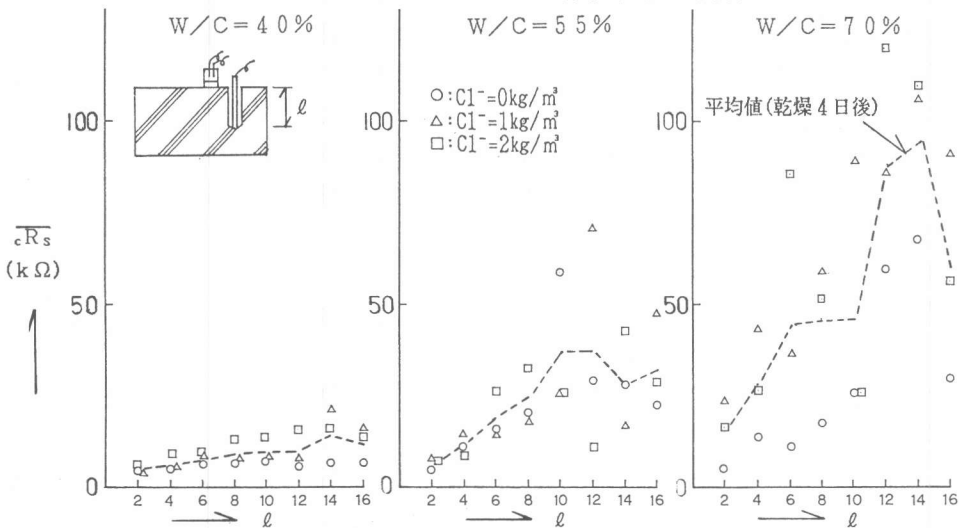 W/C=40%
W/C=55%
W/C=70%
ℓ
○:Cl⁻=0kg/m³
△:Cl⁻=1kg/m³
□:Cl⁻=2kg/m³
平均値(乾燥4日後)
cRs
(kΩ)
100
50
0
2 4 6 8 10 12 14 16
ℓ
100
50
0
2 4 6 8 10 12 14 16
ℓ
100
50
0
2 4 6 8 10 12 14 16
ℓ